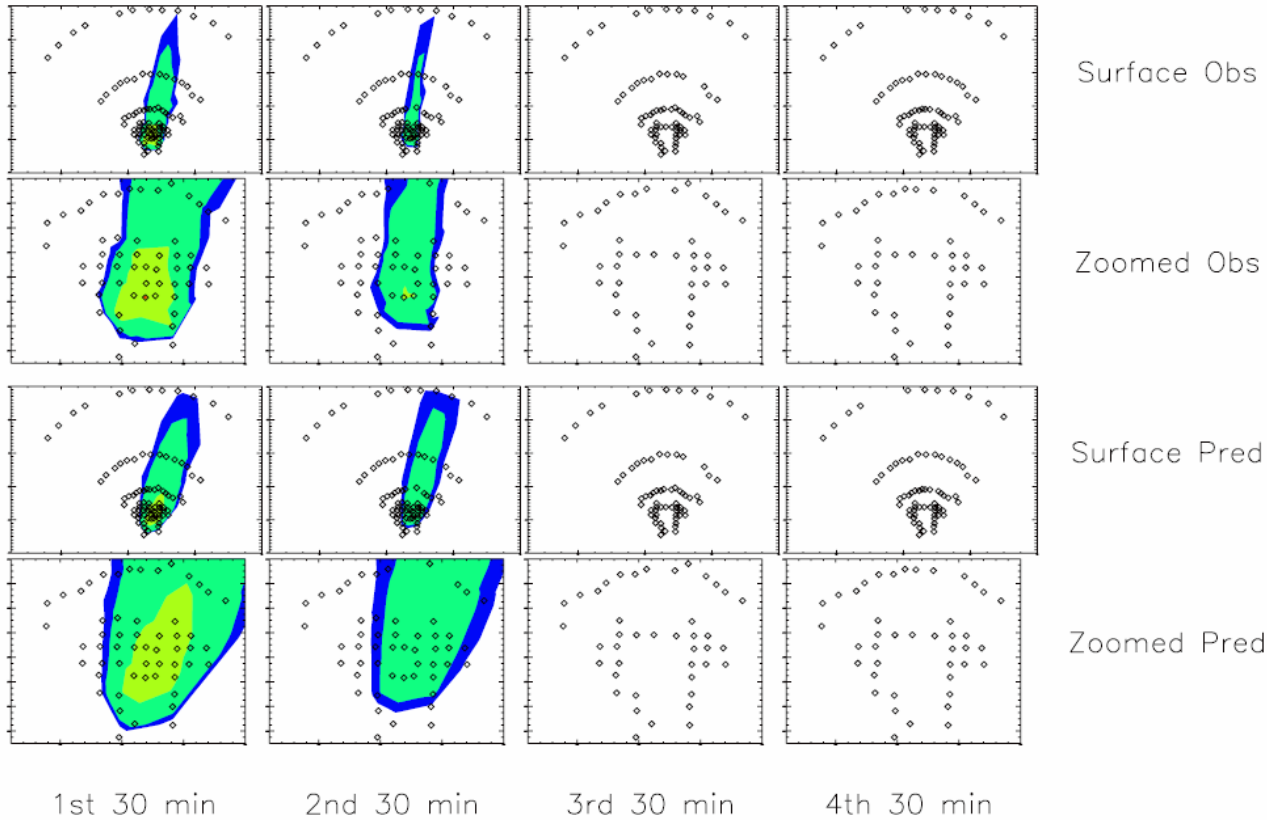 Surface Obs
Zoomed Obs
Surface Pred
Zoomed Pred
1st 30 min
2nd 30 min
3rd 30 min
4th 30 min